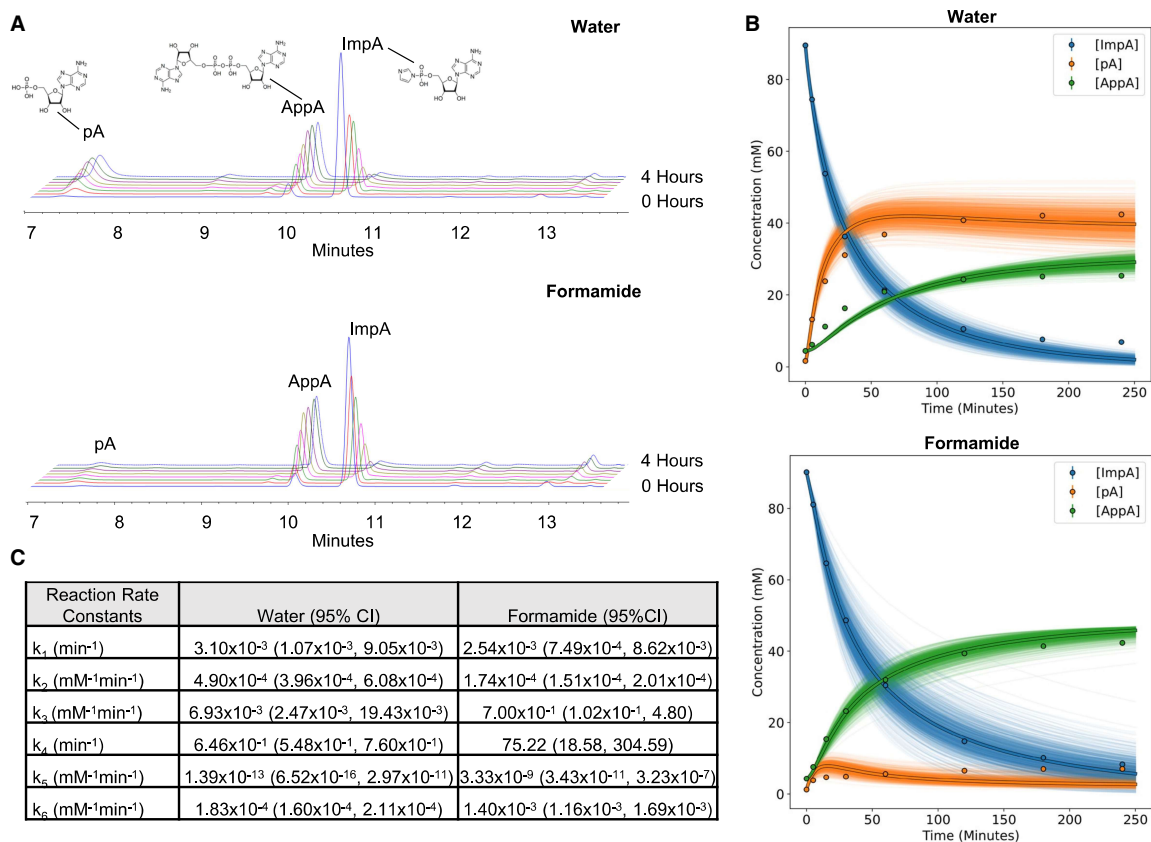 A
Water
pA
AppA
ImpA
NH₂
HO OH
4 Hours
0 Hours
7 8 9 10 11 12 13
Minutes
Formamide
ImpA
AppA
pA
4 Hours
0 Hours
7 8 9 10 11 12 13
Minutes
B
Water
[ImpA]
[pA]
[AppA]
Concentration (mM)
80
60
40
20
0
0 50 100 150 200 250
Time (Minutes)
Formamide
[ImpA]
[pA]
[AppA]
Concentration (mM)
80
60
40
20
0
0 50 100 150 200 250
Time (Minutes)
C
Reaction Rate Constants Water (95% CI) Formamide (95%CI)
k₁ (min⁻¹) 3.10x10⁻³ (1.07x10⁻³, 9.05x10⁻³) 2.54x10⁻³ (7.49x10⁻⁴, 8.62x10⁻³)
k₂ (mM⁻¹min⁻¹) 4.90x10⁻⁴ (3.96x10⁻⁴, 6.08x10⁻⁴) 1.74x10⁻⁴ (1.51x10⁻⁴, 2.01x10⁻⁴)
k₃ (mM⁻¹min⁻¹) 6.93x10⁻³ (2.47x10⁻³, 19.43x10⁻³) 7.00x10⁻¹ (1.02x10⁻¹, 4.80)
k₄ (min⁻¹) 6.46x10⁻¹ (5.48x10⁻¹, 7.60x10⁻¹) 75.22 (18.58, 304.59)
k₅ (mM⁻¹min⁻¹) 1.39x10⁻¹³ (6.52x10⁻¹⁶, 2.97x10⁻¹¹) 3.33x10⁻⁹ (3.43x10⁻¹¹, 3.23x10⁻⁷)
k₆ (mM⁻¹min⁻¹) 1.83x10⁻⁴ (1.60x10⁻⁴, 2.11x10⁻⁴) 1.40x10⁻³ (1.16x10⁻³, 1.69x10⁻³)